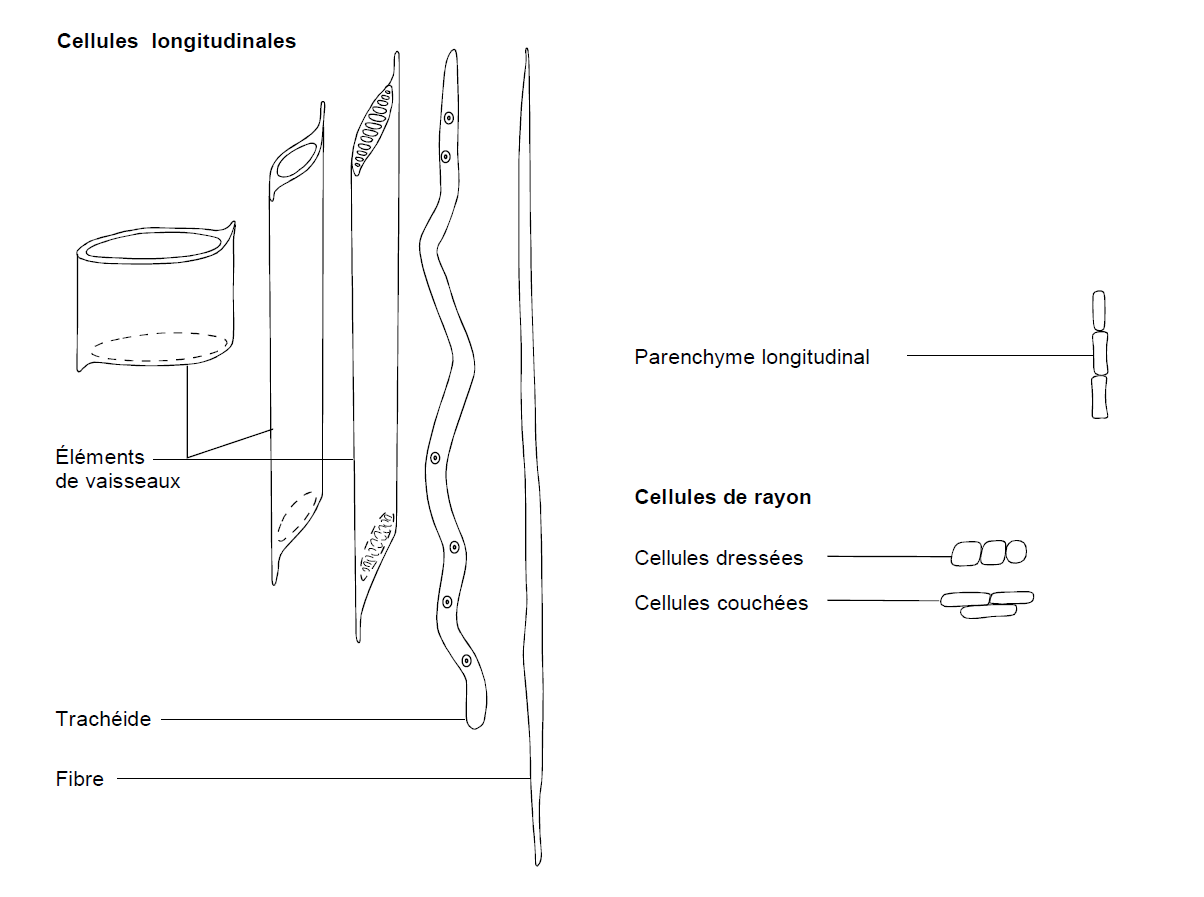 Cellules longitudinales
Éléments
de vaisseaux
Trachéide
Fibre
Parenchyme longitudinal
Cellules de rayon
Cellules dressées
Cellules couchées